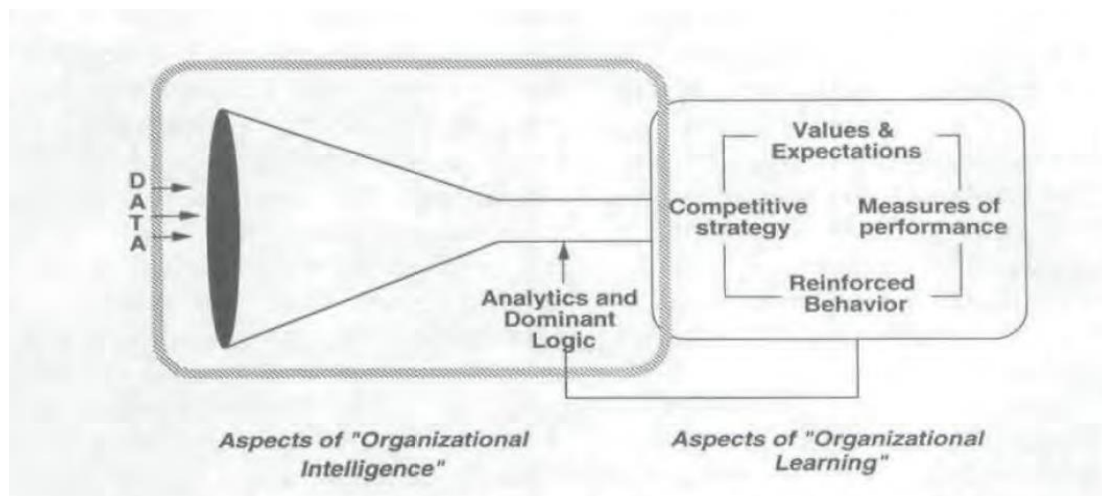 DATA
Values &
Expectations
Competitive
strategy
Measures of
performance
Reinforced
Behavior
Analytics and
Dominant
Logic
Aspects of "Organizational
Intelligence"
Aspects of "Organizational
Learning"